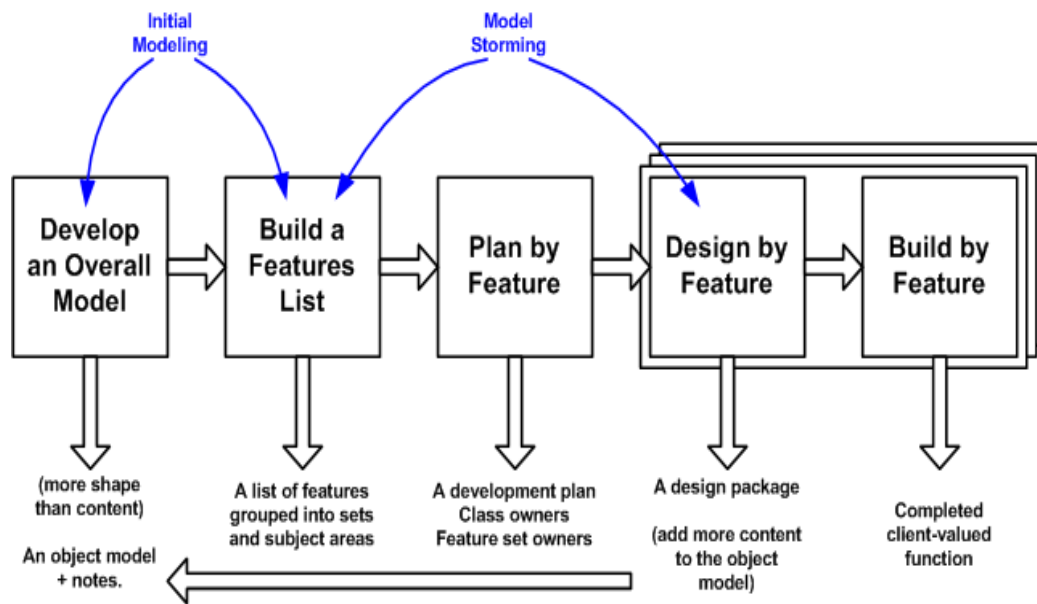 Initial
Modeling
Model
Storming
Develop
an Overall
Model
Build a
Features
List
Plan by
Feature
Design by
Feature
Build by
Feature
(more shape
than content)
An object model
+ notes.
A list of features
grouped into sets
and subject areas
A development plan
Class owners
Feature set owners
A design package
(add more content
to the object
model)
Completed
client-valued
function